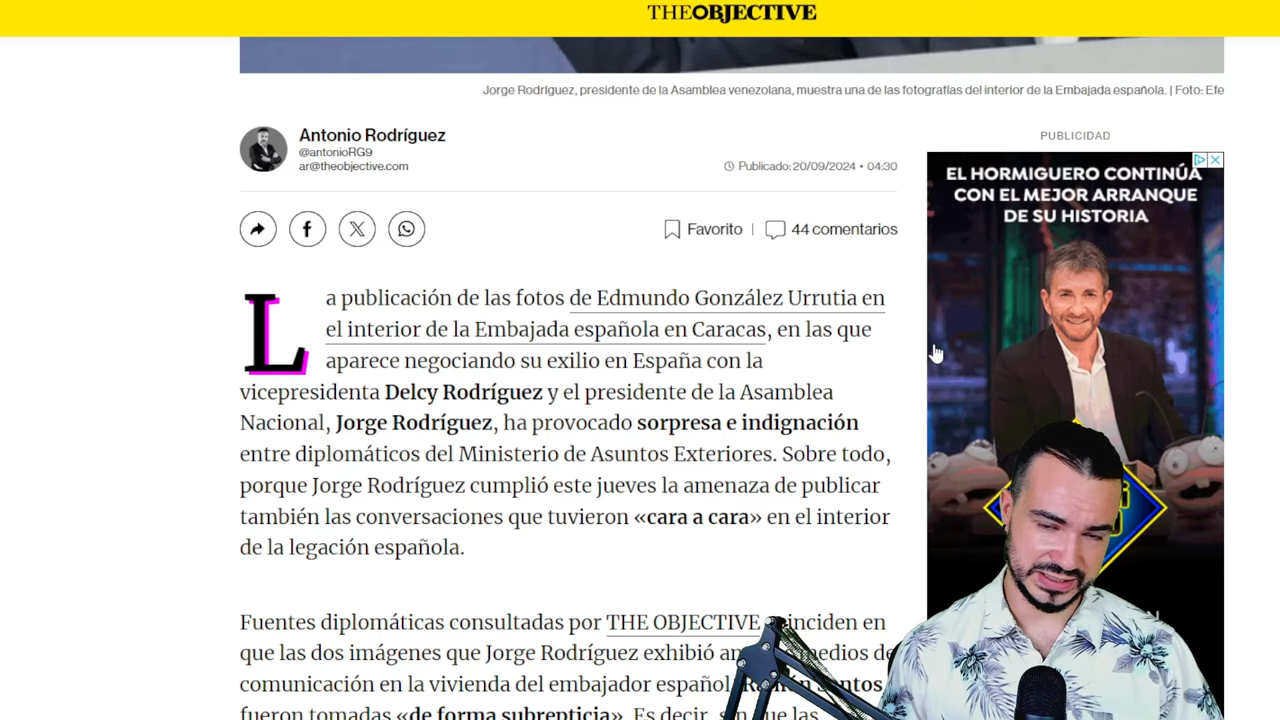 THEOBJECTIVE
Jorge Rodríguez, presidente de la Asamblea venezolana, muestra una de las fotografías del interior de la Embajada española. | Foto: Efe
Antonio Rodríguez
@antonioRG9
ar@theobjective.com
Publicado: 20/09/2024 • 04:30
Favorito | 44 comentarios
La publicación de las fotos de Edmundo González Urrutia en
el interior de la Embajada española en Caracas, en las que
aparece negociando su exilio en España con la
vicepresidenta Delcy Rodríguez y el presidente de la Asamblea
Nacional, Jorge Rodríguez, ha provocado sorpresa e indignación
entre diplomáticos del Ministerio de Asuntos Exteriores. Sobre todo,
porque Jorge Rodríguez cumplió este jueves la amenaza de publicar
también las conversaciones que tuvieron «cara a cara» en el interior
de la legación española.
Fuentes diplomáticas consultadas por THE OBJECTIVE coinciden en
que las dos imágenes que Jorge Rodríguez exhibió medios de
comunicación en la vivienda del embajador español, Ramón Santos,
fueron tomadas «de forma subrepticia». Es decir, sin que las
PUBLICIDAD
EL HORMIGUERO CONTINÚA
CON EL MEJOR ARRANQUE
DE SU HISTORIA